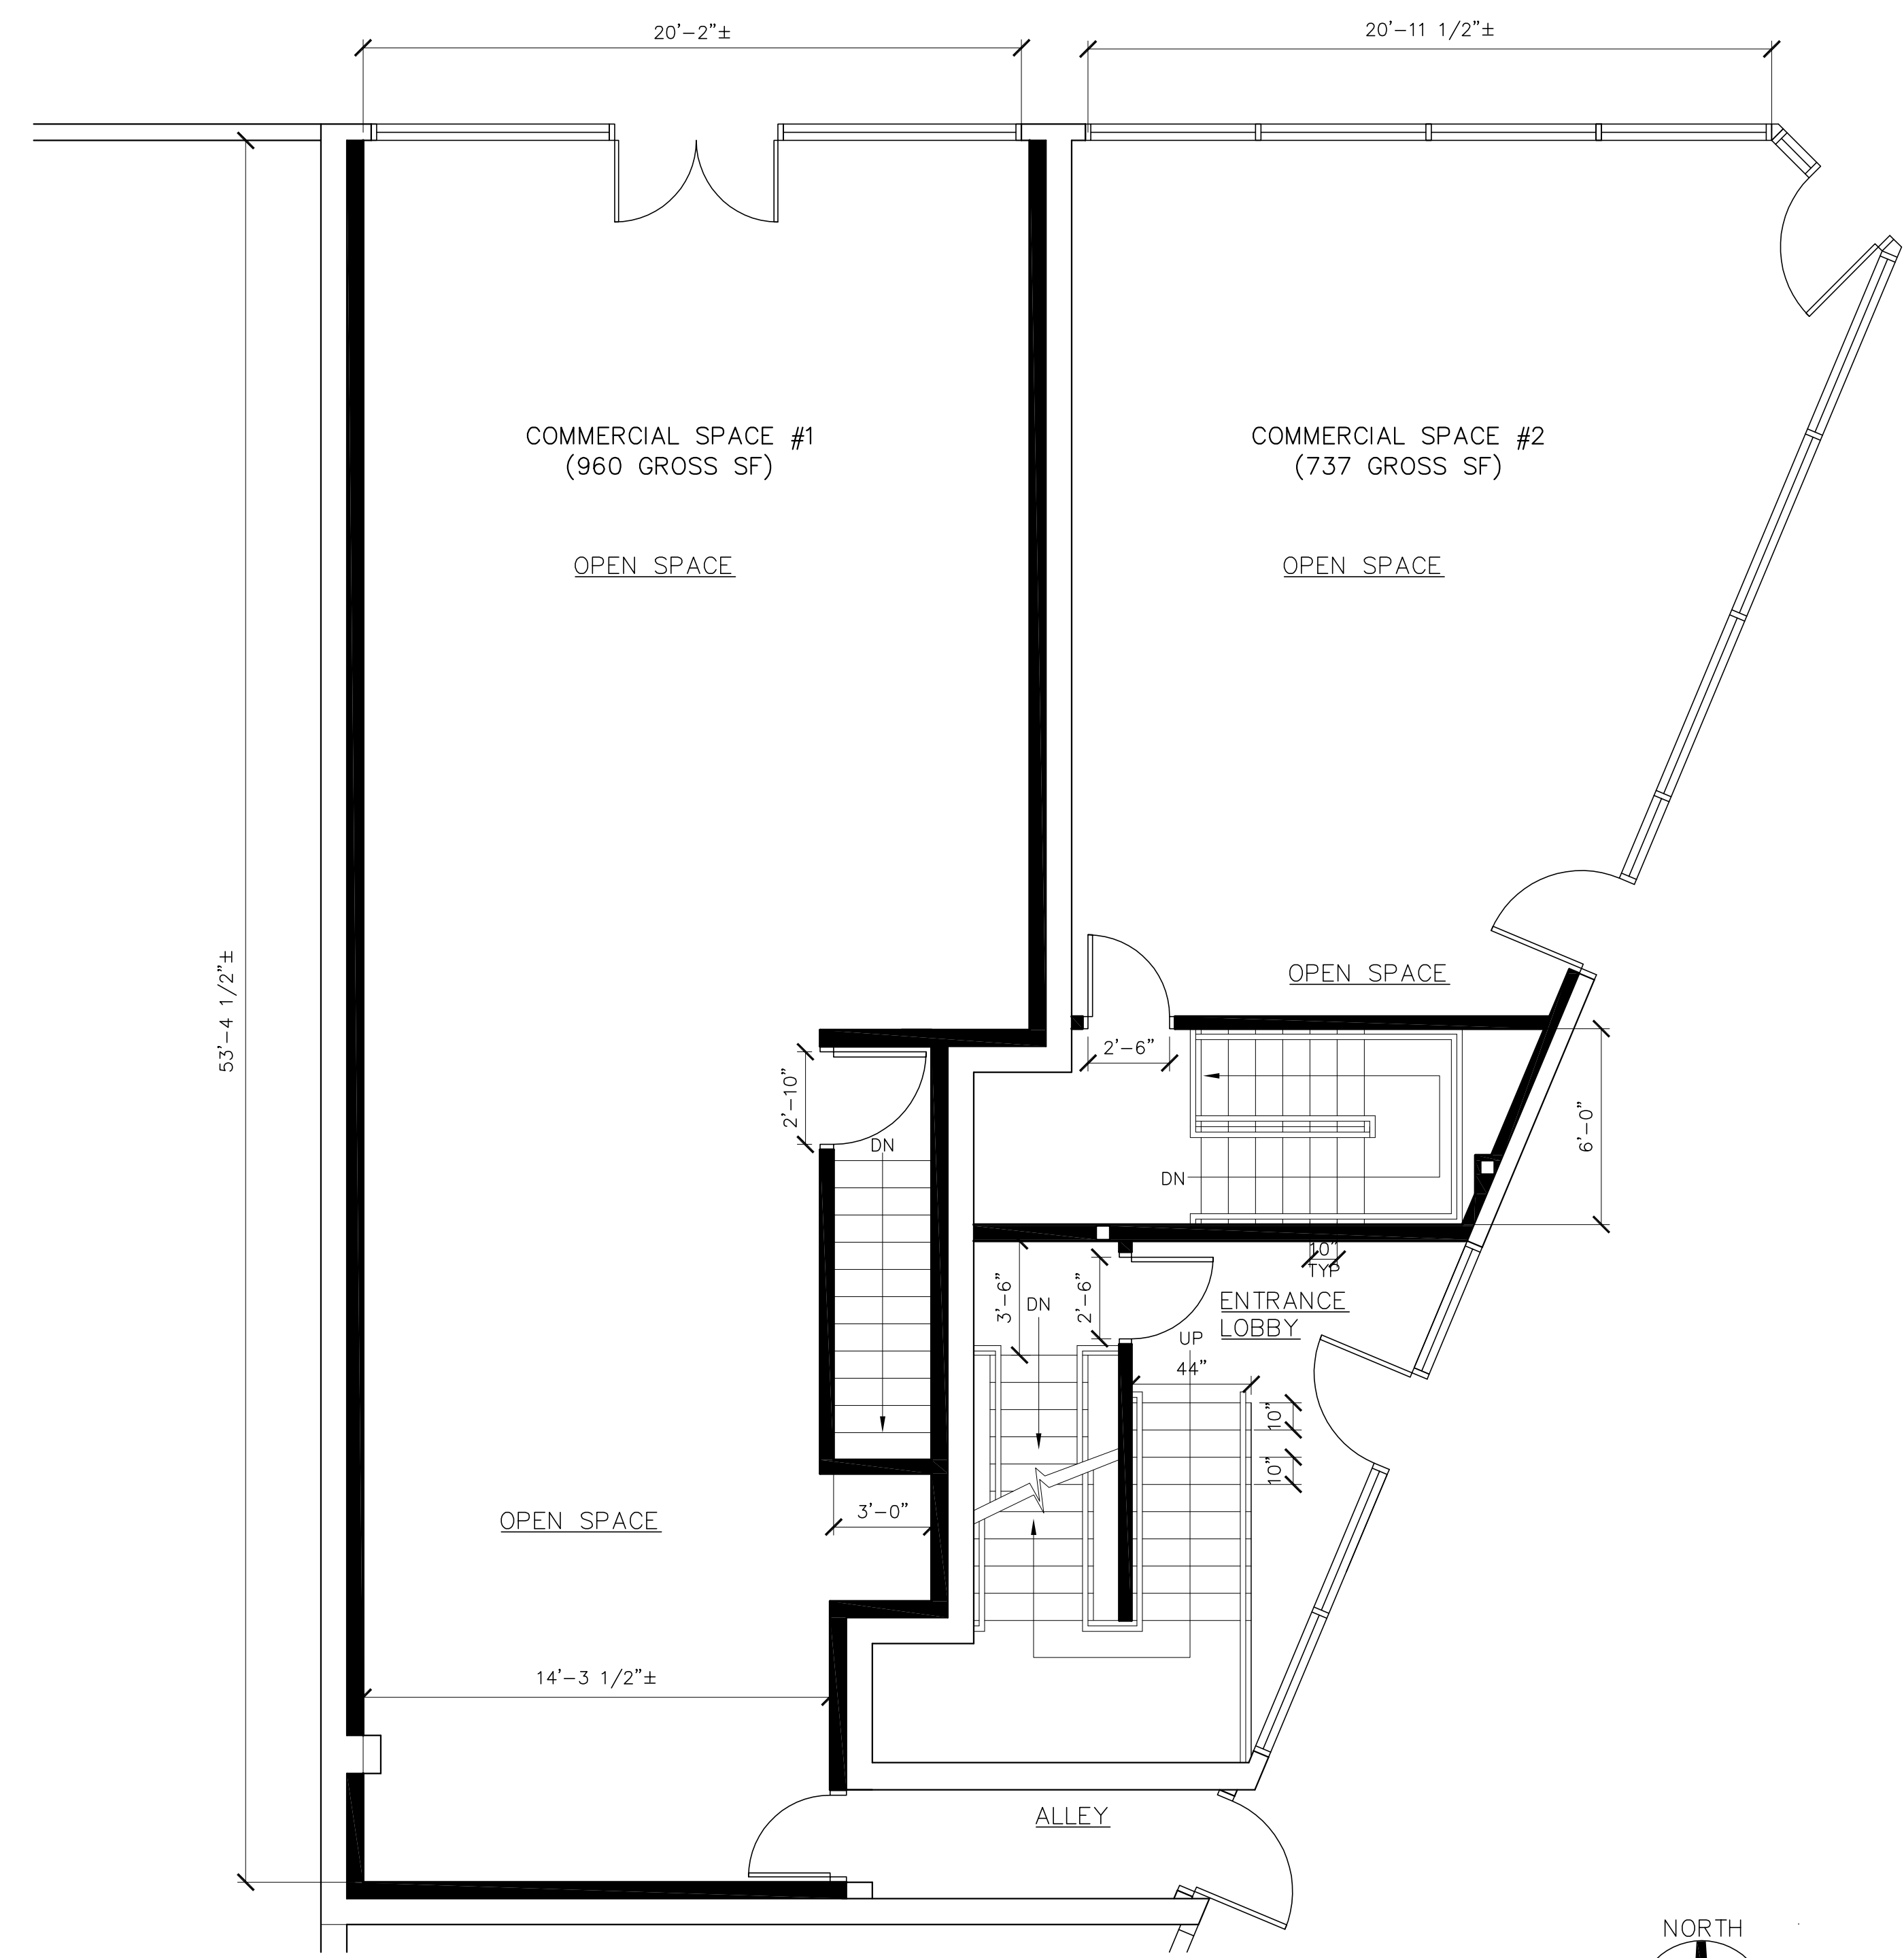 20'-2"±
20'-11 1/2"±
COMMERCIAL SPACE #1
(960 GROSS SF)
COMMERCIAL SPACE #2
(737 GROSS SF)
OPEN SPACE
OPEN SPACE
53'-4 1/2"±
OPEN SPACE
2'-6"
2'-10"
6'-0"
DN
DN
10"
TYP
3'-6"
DN
2'-6"
ENTRANCE
LOBBY
UP
44"
10"
10"
3'-0"
OPEN SPACE
14'-3 1/2"±
ALLEY
NORTH